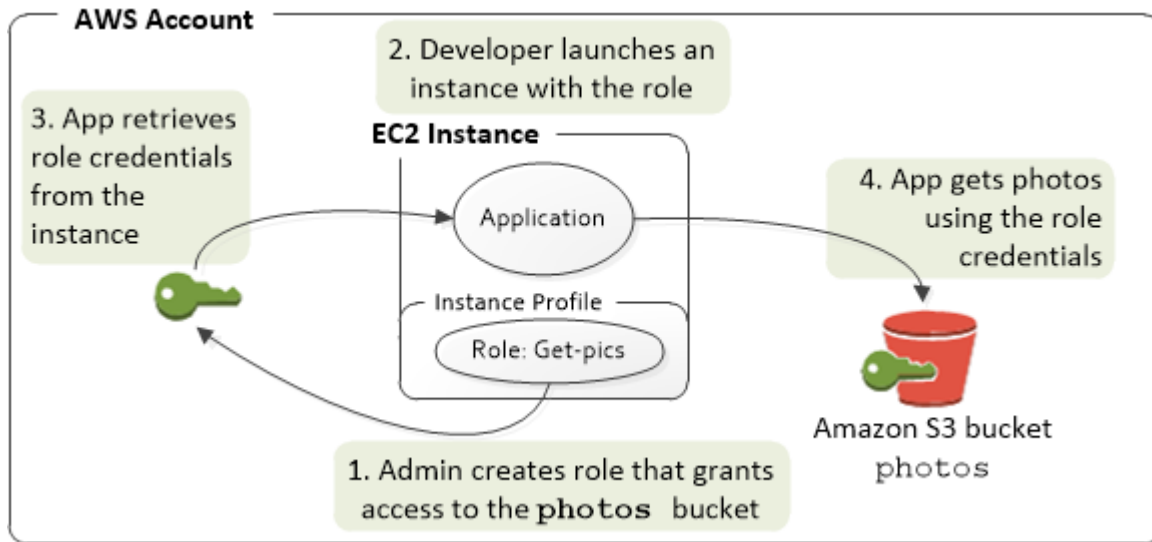 AWS Account
2. Developer launches an
instance with the role
3. App retrieves
role credentials
from the
instance
EC2 Instance
Application
4. App gets photos
using the role
credentials
Instance Profile
Role: Get-pics
Amazon S3 bucket
photos
1. Admin creates role that grants
access to the photos bucket